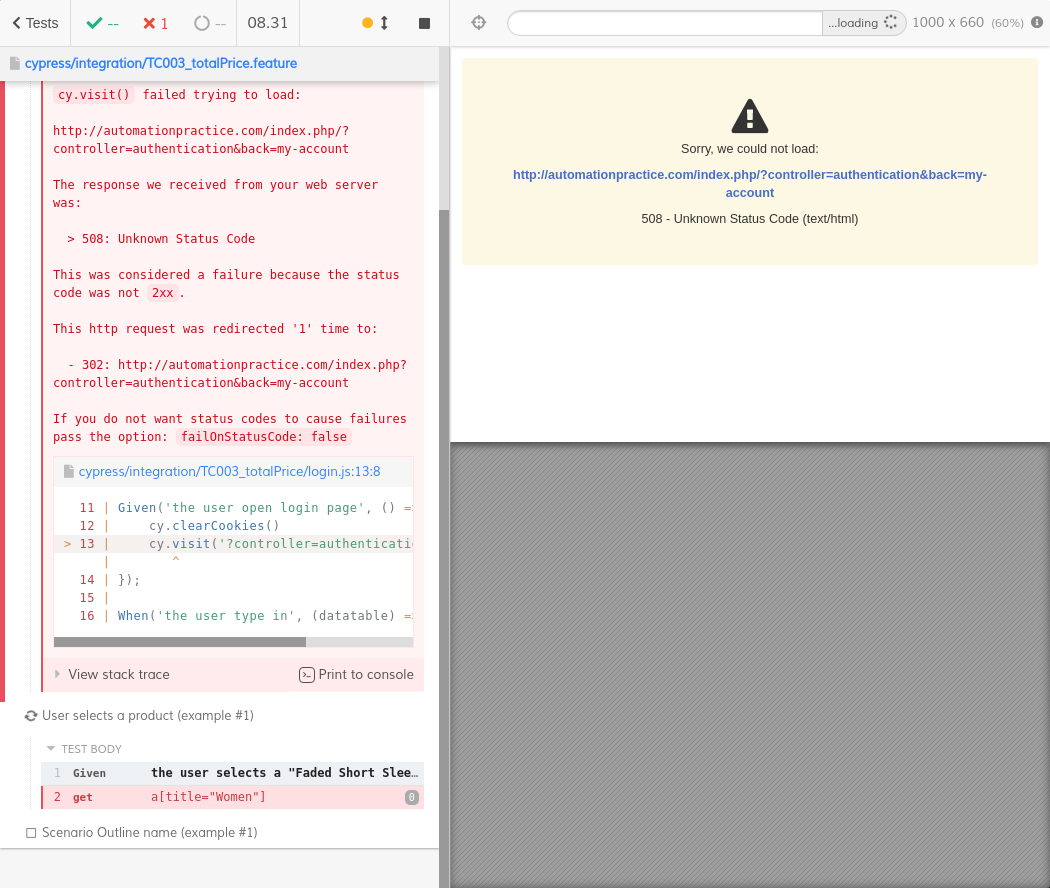 Tests
--
1
--
08.31
...loading
1000 x 660 (60%)
cypress/integration/TC003_totalPrice.feature
cy.visit() failed trying to load:
http://automationpractice.com/index.php/?
controller=authentication&back=my-account
The response we received from your web server
was:
> 508: Unknown Status Code
This was considered a failure because the status
code was not 2xx.
This http request was redirected '1' time to:
- 302: http://automationpractice.com/index.php?
controller=authentication&back=my-account
If you do not want status codes to cause failures
pass the option: failOnStatusCode: false
cypress/integration/TC003_totalPrice/login.js:13:8
11 | Given('the user open login page', () =
12 | cy.clearCookies()
> 13 | cy.visit('?controller=authenticati
| ^
14 | });
15 |
16 | When('the user type in', (datatable) =
View stack trace
Print to console
User selects a product (example #1)
TEST BODY
1 Given the user selects a "Faded Short Slee…
2 get a[title="Women"] 0
Scenario Outline name (example #1)
Sorry, we could not load:
http://automationpractice.com/index.php/?controller=authentication&back=my-
account
508 - Unknown Status Code (text/html)